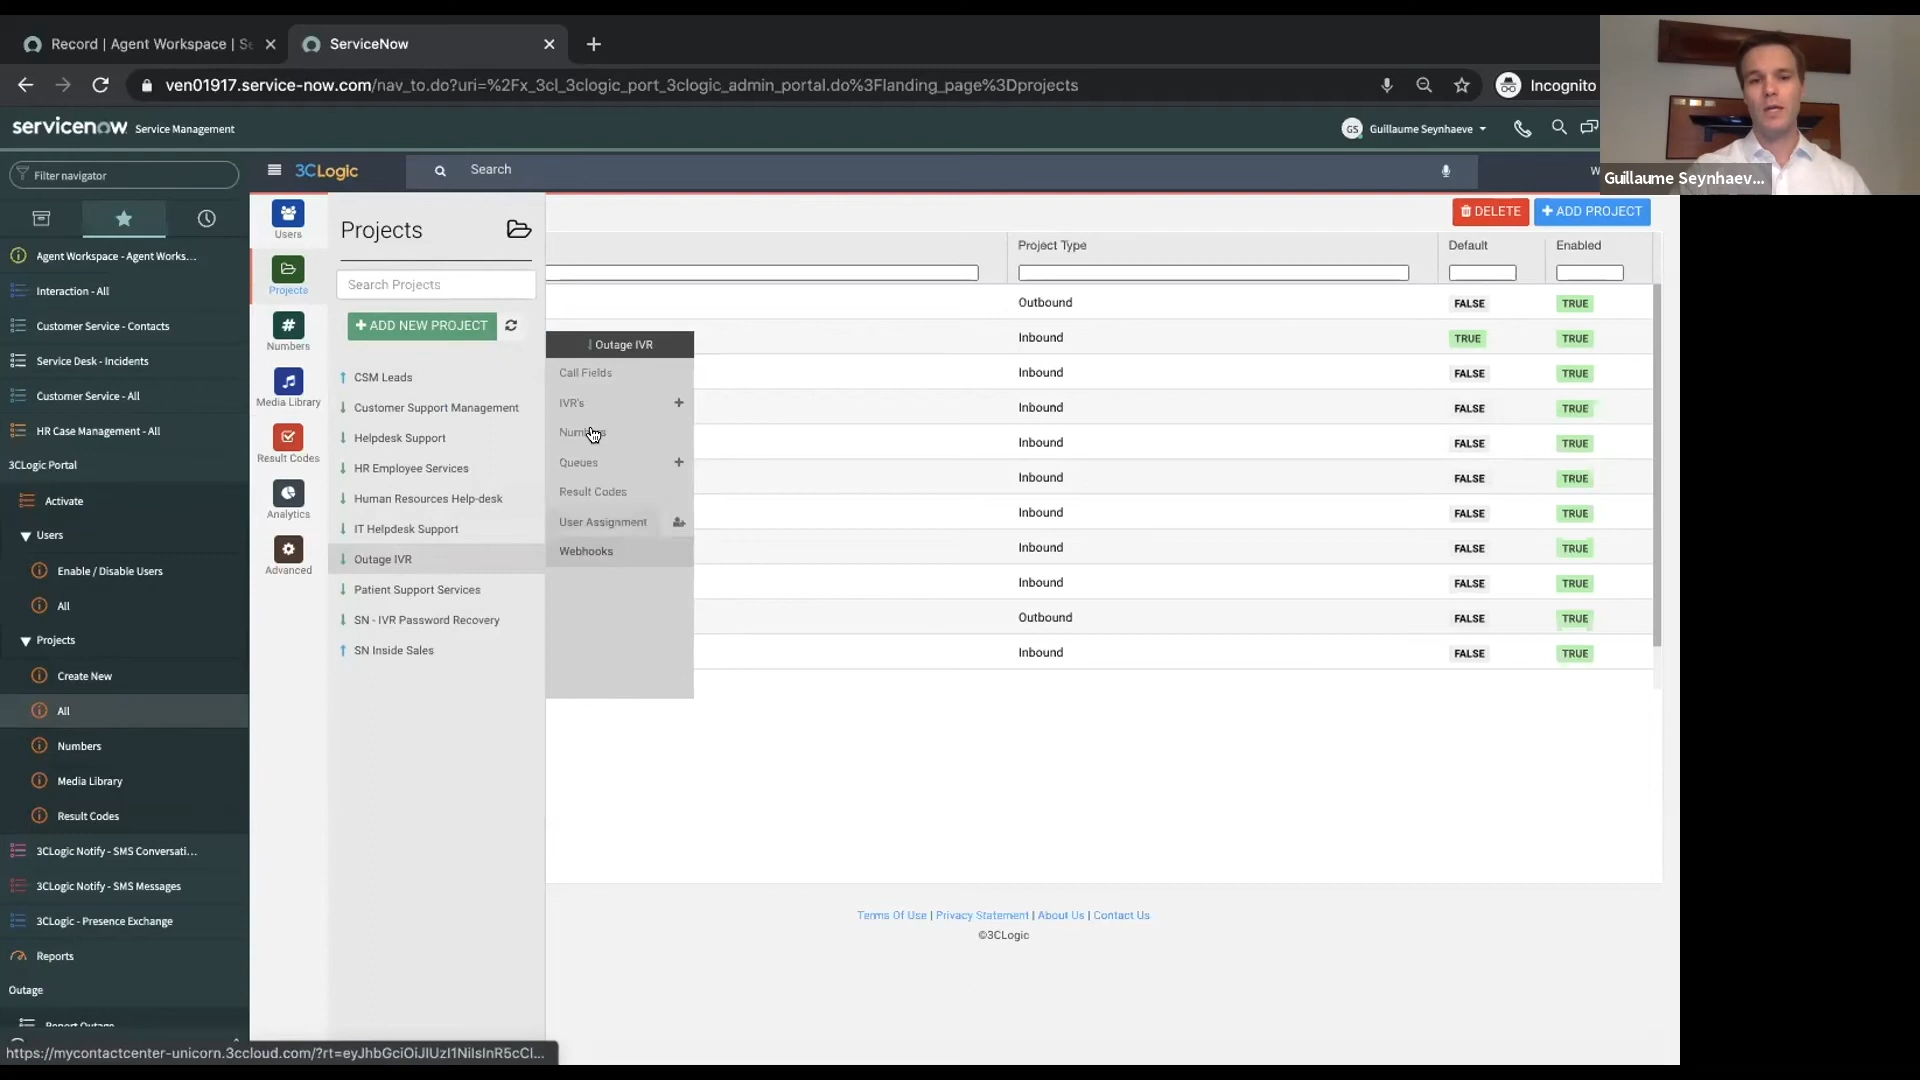 Record | Agent Workspace | Se
ServiceNow
ven01917.service-now.com/nav_to.do?uri=%2Fx_3cl_3clogic_port_3clogic_admin_portal.do%3Flanding_page%3Dprojects
Incognito
servicenow Service Management
GS Guillaume Seynhaeve
Guillaume Seynhaev...
Filter navigator
3CLogic
Search
W
Agent Workspace - Agent Works...
Interaction - All
Customer Service - Contacts
Service Desk - Incidents
Customer Service - All
HR Case Management - All
3CLogic Portal
Activate
Users
Enable / Disable Users
All
Projects
Create New
All
Numbers
Media Library
Result Codes
3CLogic Notify - SMS Conversati...
3CLogic Notify - SMS Messages
3CLogic - Presence Exchange
Reports
Outage
Report Outage
Users
Projects
Numbers
Media Library
Result Codes
Analytics
Advanced
Projects
Search Projects
+ ADD NEW PROJECT
CSM Leads
Customer Support Management
Helpdesk Support
HR Employee Services
Human Resources Help-desk
IT Helpdesk Support
Outage IVR
Patient Support Services
SN - IVR Password Recovery
SN Inside Sales
Outage IVR
Call Fields
IVR's +
Numbers
Queues +
Result Codes
User Assignment
Webhooks
DELETE + ADD PROJECT
Project Type Default Enabled
Outbound FALSE TRUE
Inbound TRUE TRUE
Inbound FALSE TRUE
Inbound FALSE TRUE
Inbound FALSE TRUE
Inbound FALSE TRUE
Inbound FALSE TRUE
Inbound FALSE TRUE
Inbound FALSE TRUE
Outbound FALSE TRUE
Inbound FALSE TRUE
Terms Of Use | Privacy Statement | About Us | Contact Us
©3CLogic